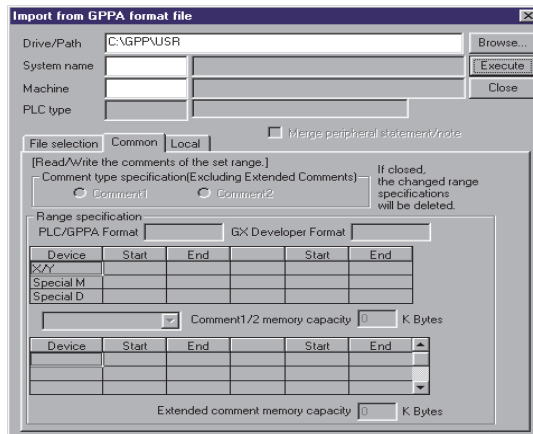 Import from GPPA format file
Drive/Path C:\GPP\USR Browse...
System name Execute
Machine Close
PLC type
Merge peripheral statement/note
File selection Common Local
[Read/Write the comments of the set range.]
Comment type specification(Excluding Extended Comments)
Comment1 Comment2
If closed,
the changed range
specifications
will be deleted.
Range specification
PLC/GPPA Format GX Developer Format
Device Start End Start End
X/Y
Special M
Special D
Comment1/2 memory capacity 0 K Bytes
Device Start End Start End
Extended comment memory capacity 0 K Bytes